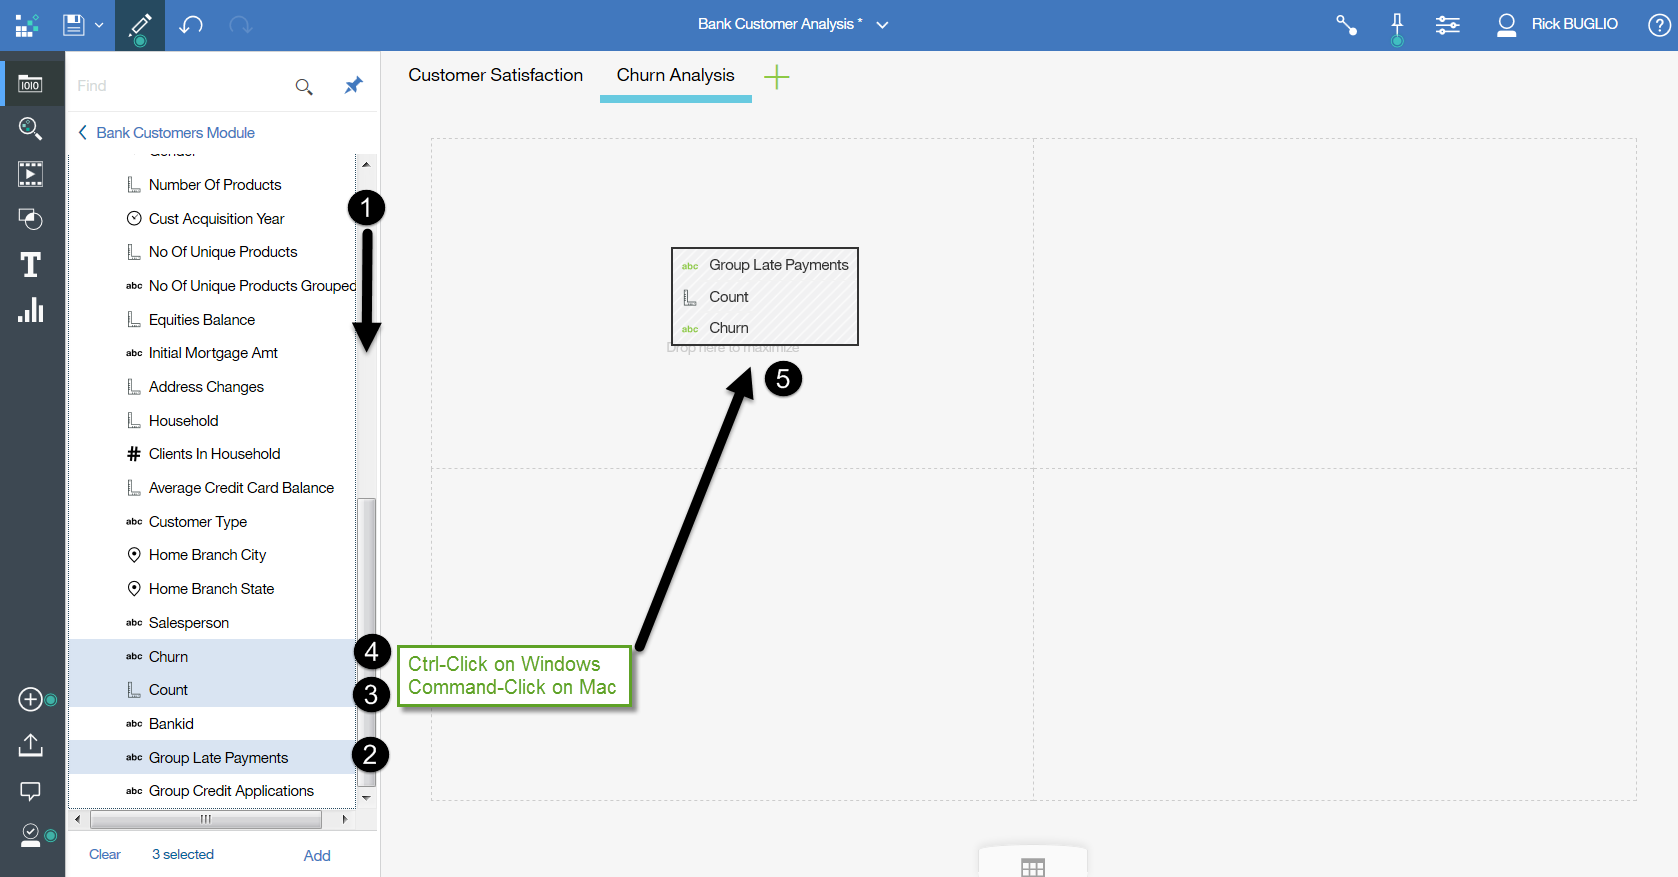 Bank Customer Analysis *
Rick BUGLIO
?
1010
Find
Customer Satisfaction
Churn Analysis
Bank Customers Module
Gender
Number Of Products
Cust Acquisition Year
No Of Unique Products
abc No Of Unique Products Grouped
Equities Balance
abc Initial Mortgage Amt
Address Changes
Household
# Clients In Household
Average Credit Card Balance
abc Customer Type
Home Branch City
Home Branch State
abc Salesperson
abc Churn
Count
abc Bankid
abc Group Late Payments
abc Group Credit Applications
Clear
3 selected
Add
T
1
4
3
2
Ctrl-Click on Windows
Command-Click on Mac
abc Group Late Payments
Count
abc Churn
Drop here to maximize
5